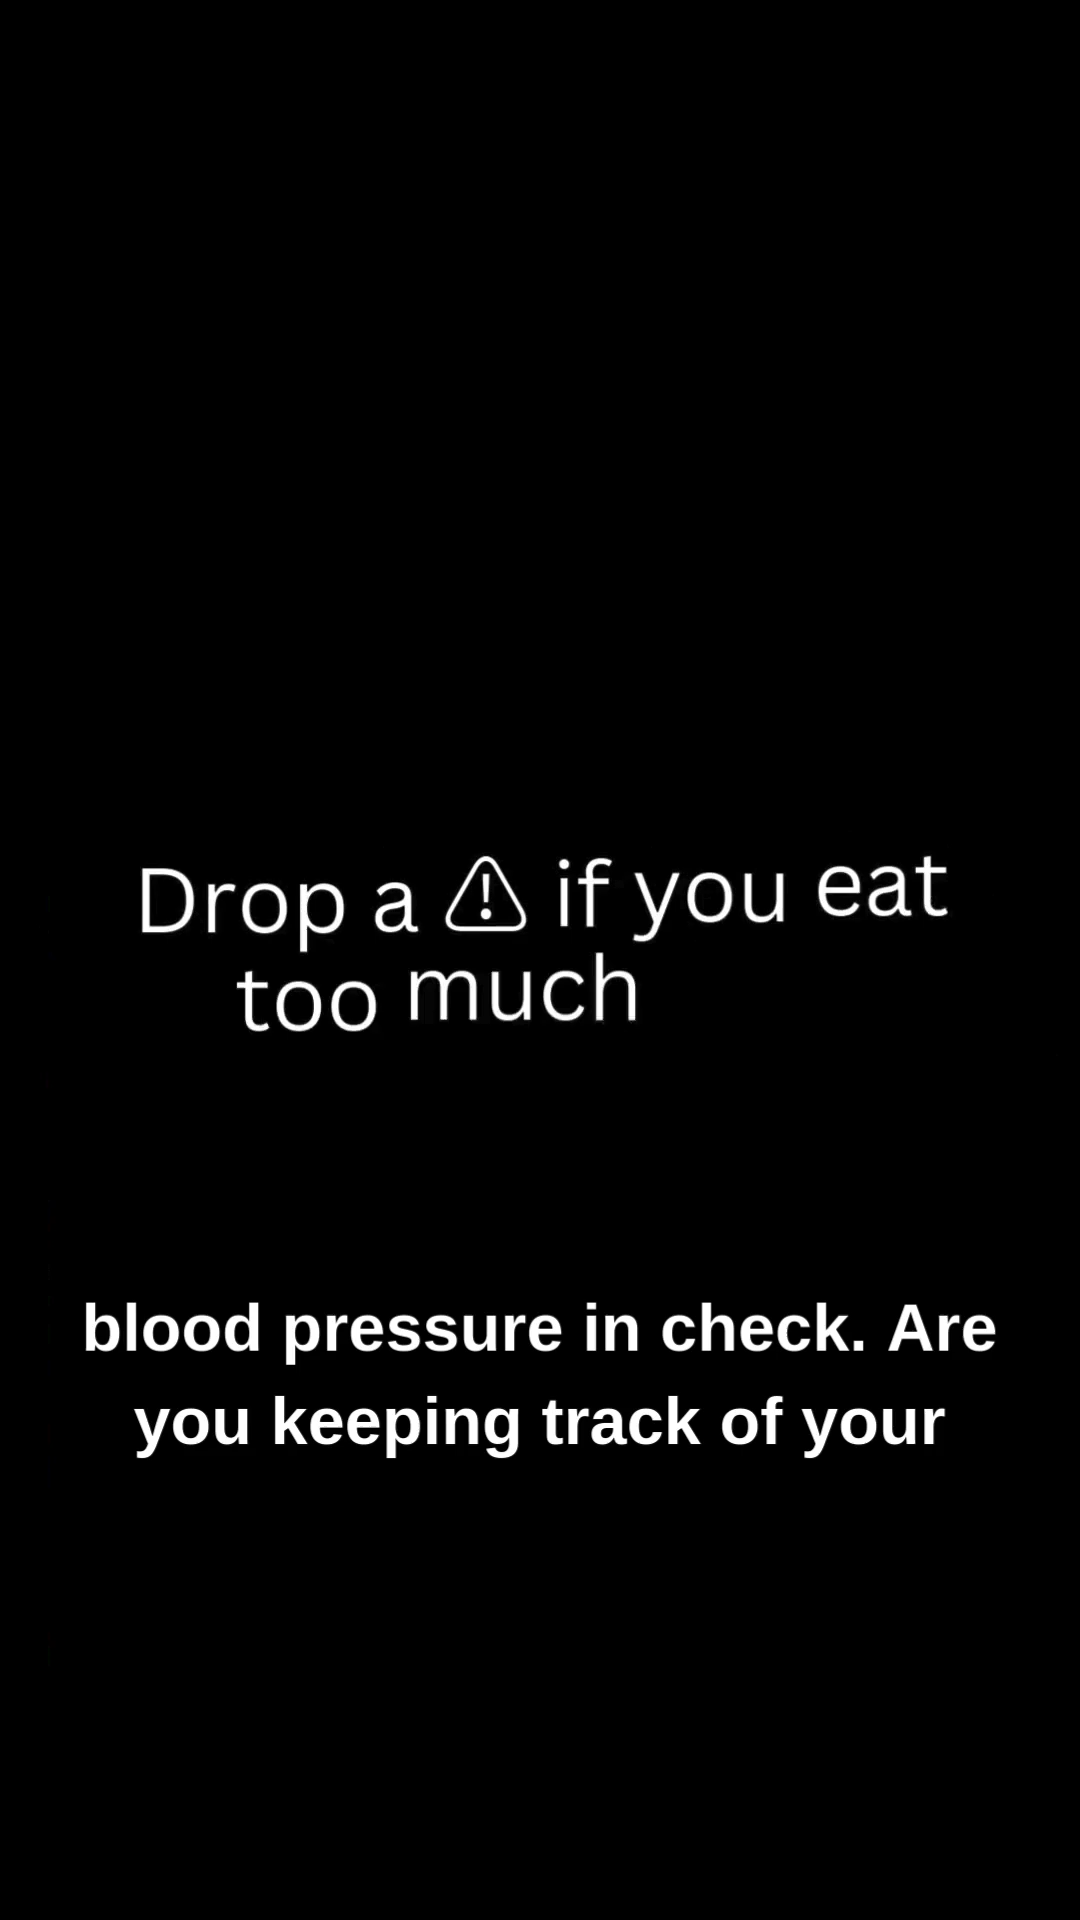 Drop a ⚠ if you eat
too much
blood pressure in check. Are
you keeping track of your